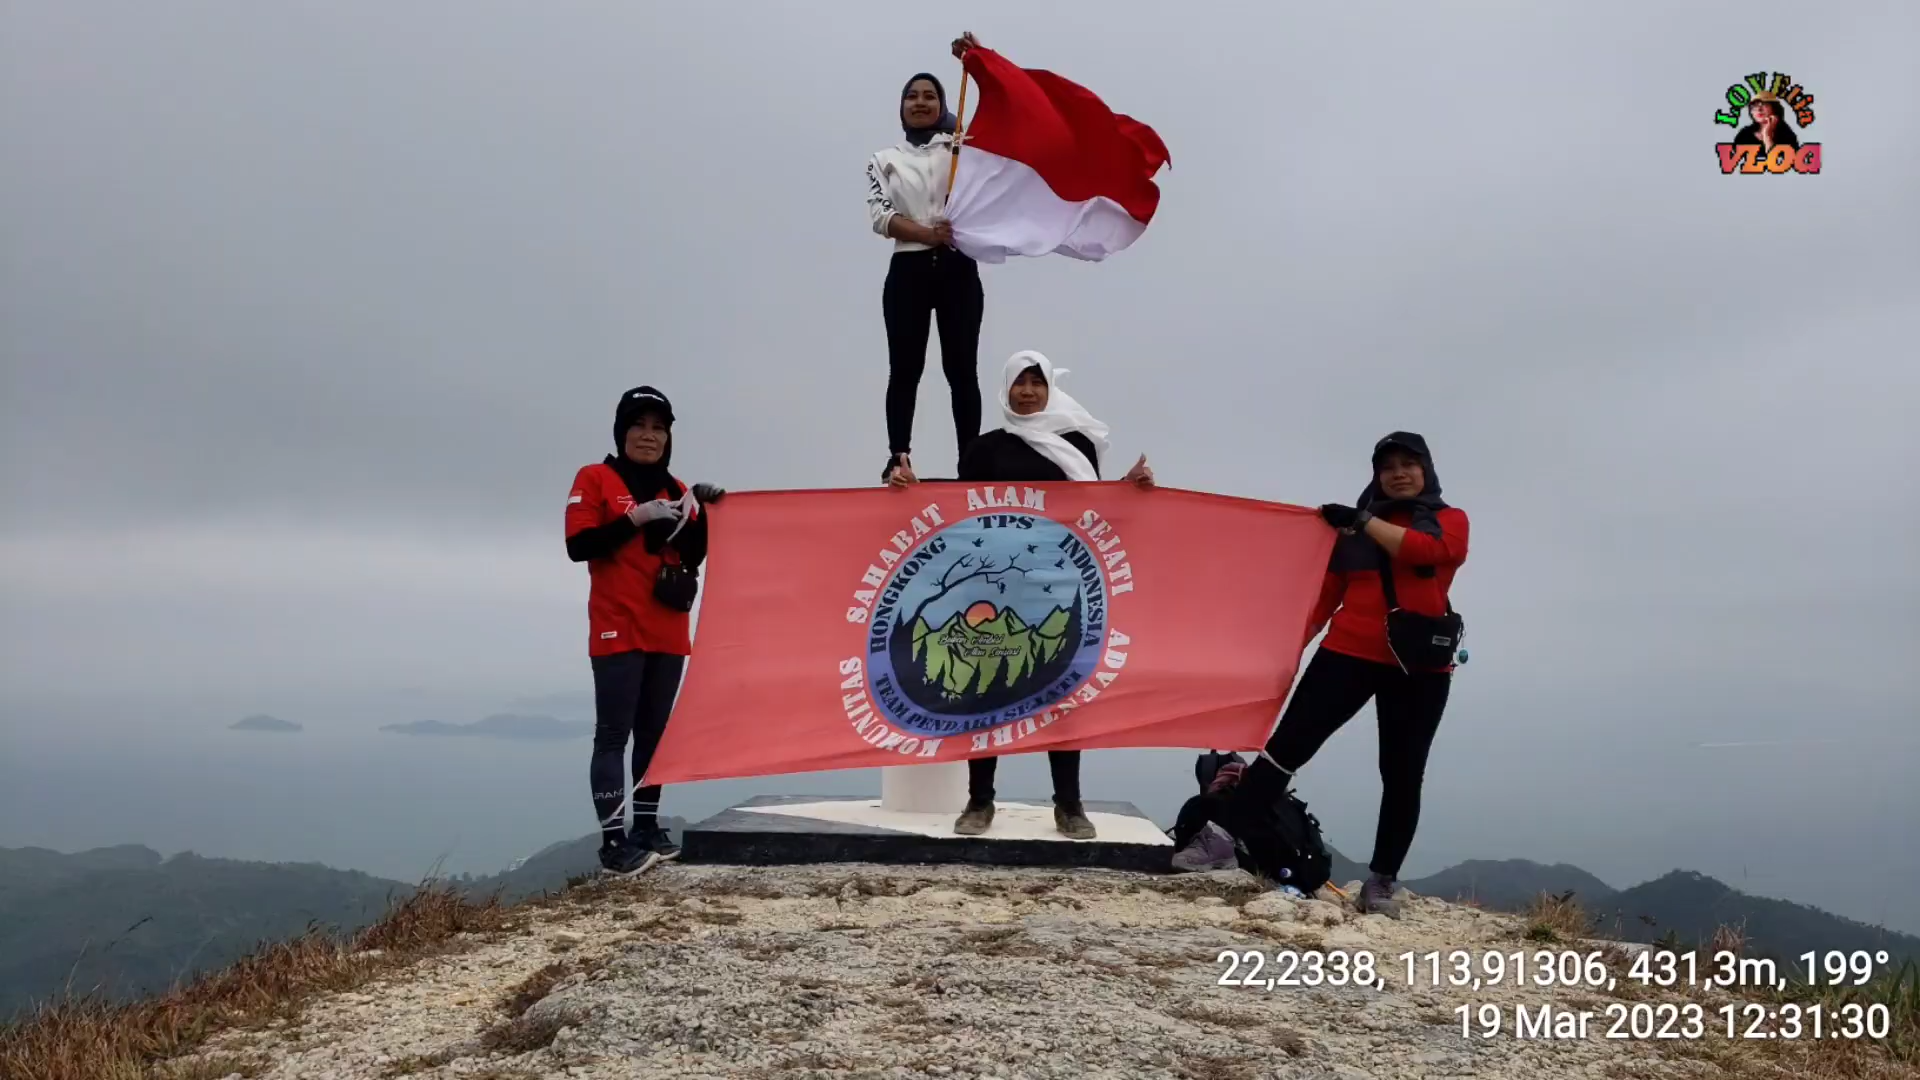 LOVEtia
VLOG
SAHABAT ALAM SEJATI ADVENTURE KOMUNITAS
TPS
HONGKONG
INDONESIA
TEAM PENDAKI SEJATI
22,2338, 113,91306, 431,3m, 199°
19 Mar 2023 12:31:30